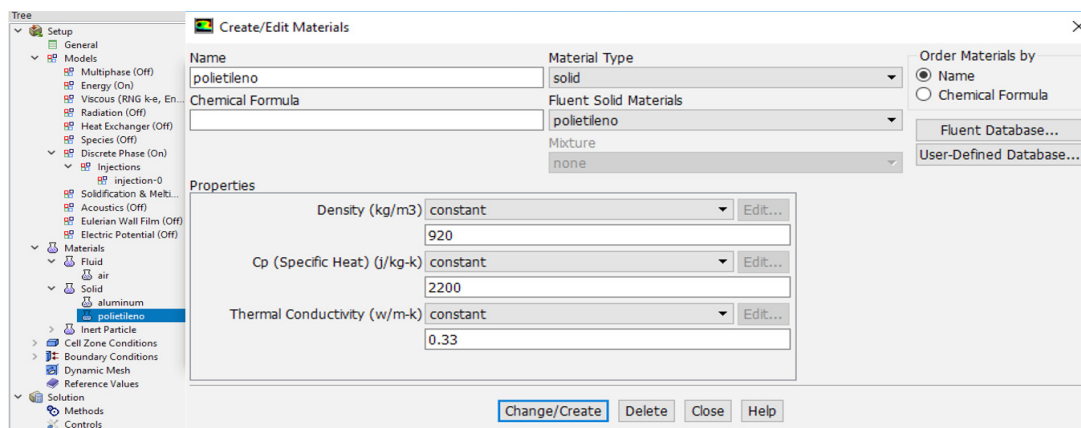 Tree
Setup
General
Models
Multiphase (Off)
Energy (On)
Viscous (RNG k-e, En...
Radiation (Off)
Heat Exchanger (Off)
Species (Off)
Discrete Phase (On)
Injections
injection-0
Solidification & Melti...
Acoustics (Off)
Eulerian Wall Film (Off)
Electric Potential (Off)
Materials
Fluid
air
Solid
aluminum
polietileno
Inert Particle
Cell Zone Conditions
Boundary Conditions
Dynamic Mesh
Reference Values
Solution
Methods
Controls
Create/Edit Materials
Name
polietileno
Chemical Formula
Material Type
solid
Fluent Solid Materials
polietileno
Mixture
none
Order Materials by
Name
Chemical Formula
Fluent Database...
User-Defined Database...
Properties
Density (kg/m3) constant Edit...
920
Cp (Specific Heat) (j/kg-k) constant Edit...
2200
Thermal Conductivity (w/m-k) constant Edit...
0.33
Change/Create Delete Close Help